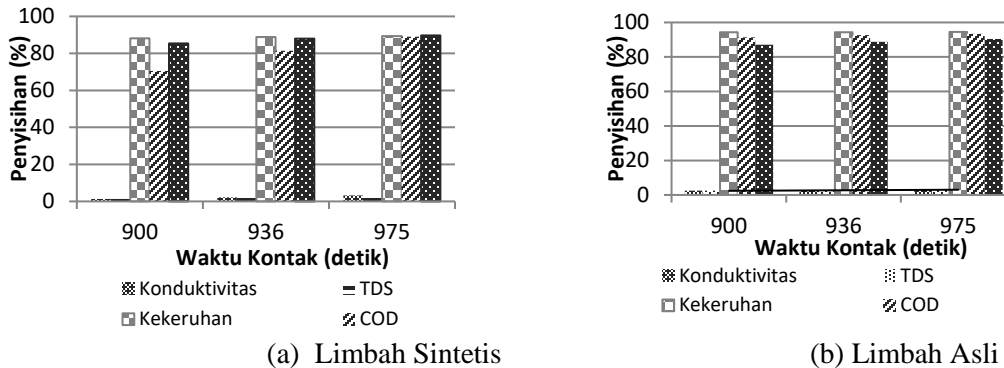 100
80
60
40
20
0
Penyisihan (%)
900 936 975
Waktu Kontak (detik)
Konduktivitas TDS
Kekeruhan COD
(a) Limbah Sintetis
100
80
60
40
20
0
Penyisihan (%)
900 936 975
Waktu Kontak (detik)
Konduktivitas TDS
Kekeruhan COD
(b) Limbah Asli